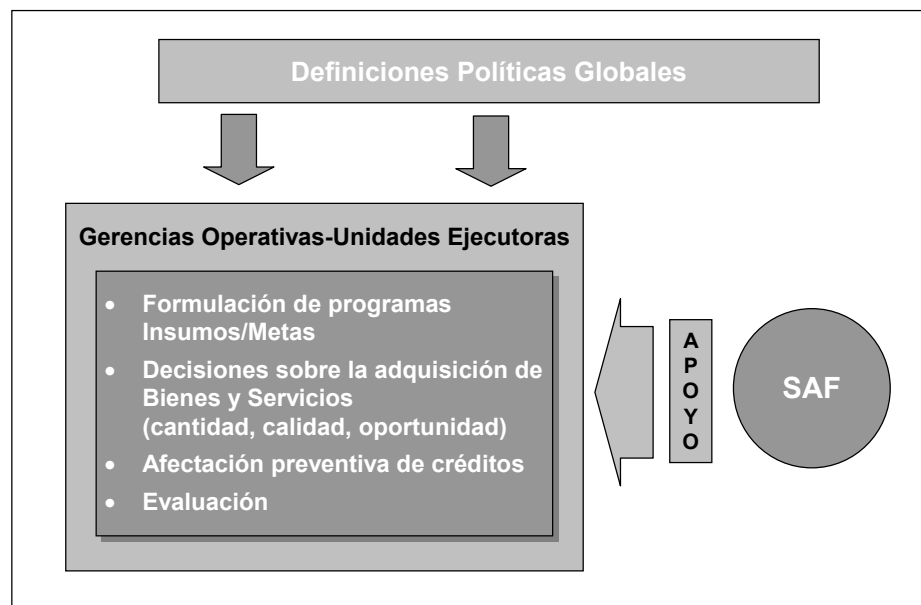 Definiciones Políticas Globales
Gerencias Operativas-Unidades Ejecutoras
• Formulación de programas
Insumos/Metas
• Decisiones sobre la adquisición de
Bienes y Servicios
(cantidad, calidad, oportunidad)
• Afectación preventiva de créditos
• Evaluación
A
P
O
Y
O
SAF